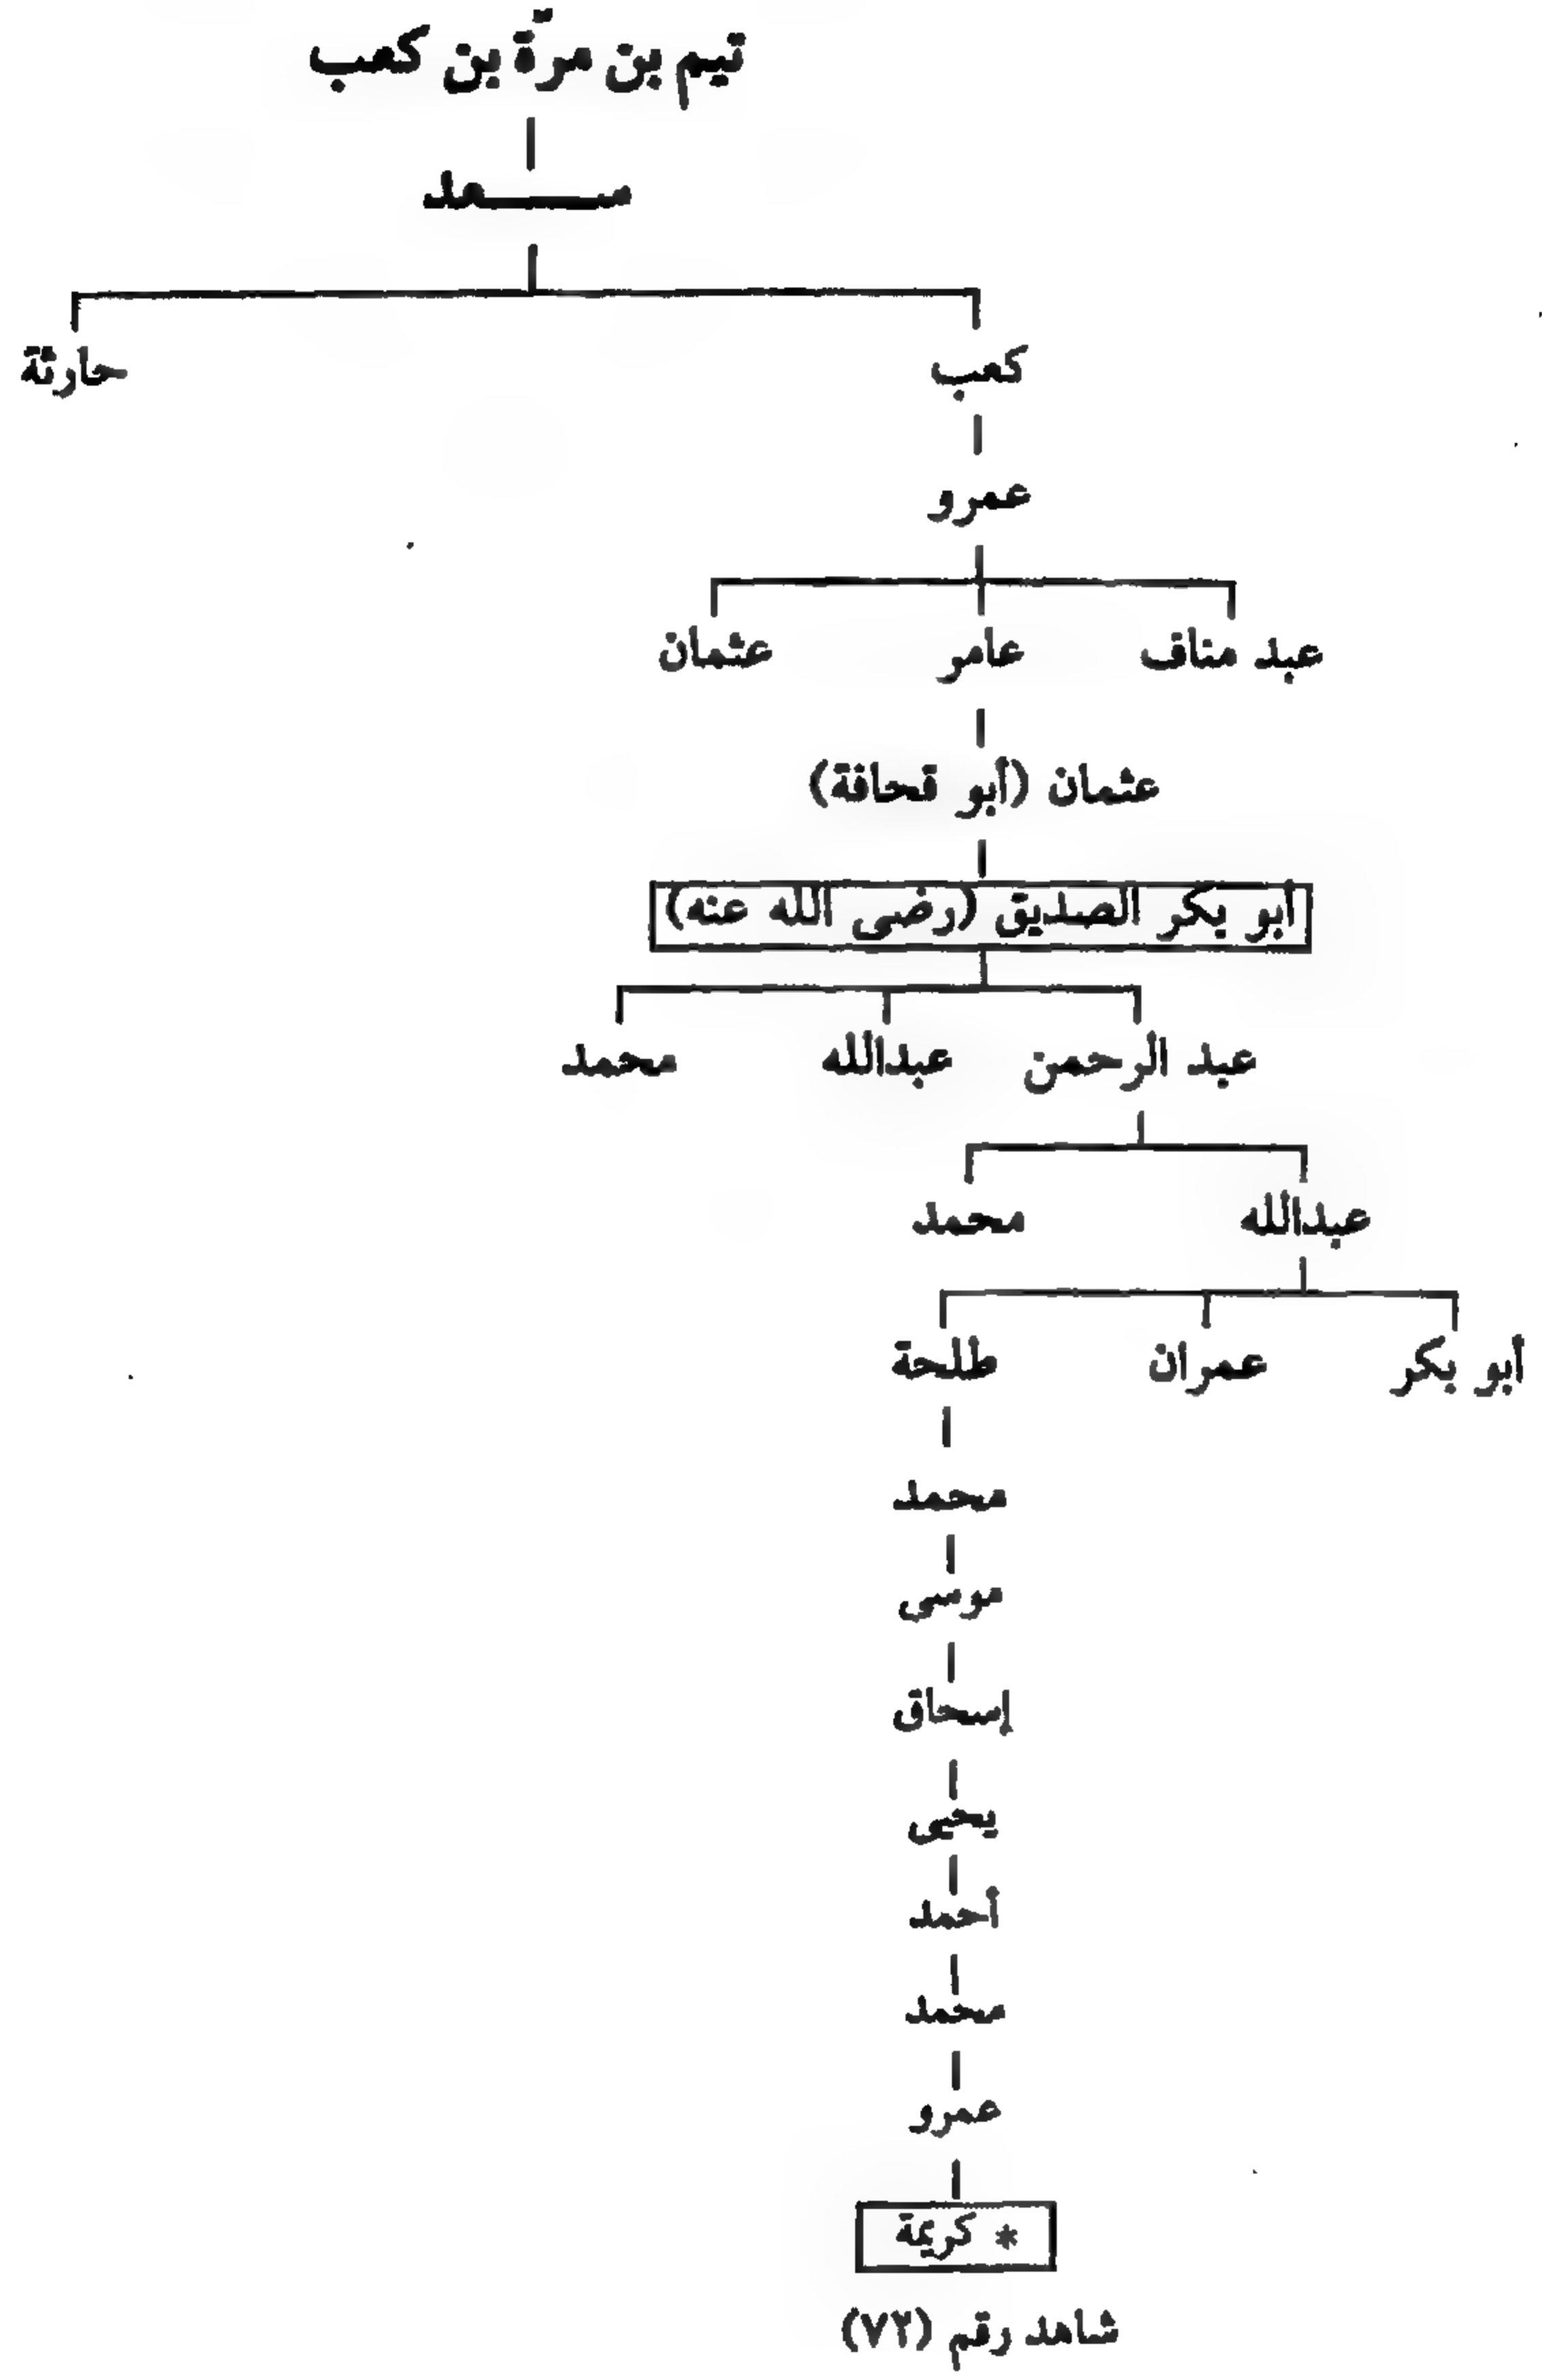 تيم بن مرّة بن كعب
ســـــعد
كعب حارثة
عمرو
عبد مناف عامر عثمان
عثمان (أبو قحافة)
أبو بكر الصديق (رضى الله عنه)
عبد الرحمن عبدالله محمد
عبدالله محمد
أبو بكر عمران طلحة
محمد
موسى
إسحاق
يحيى
أحمد
محمد
عمرو
* كريمة
شاهد رقم (٧٢)